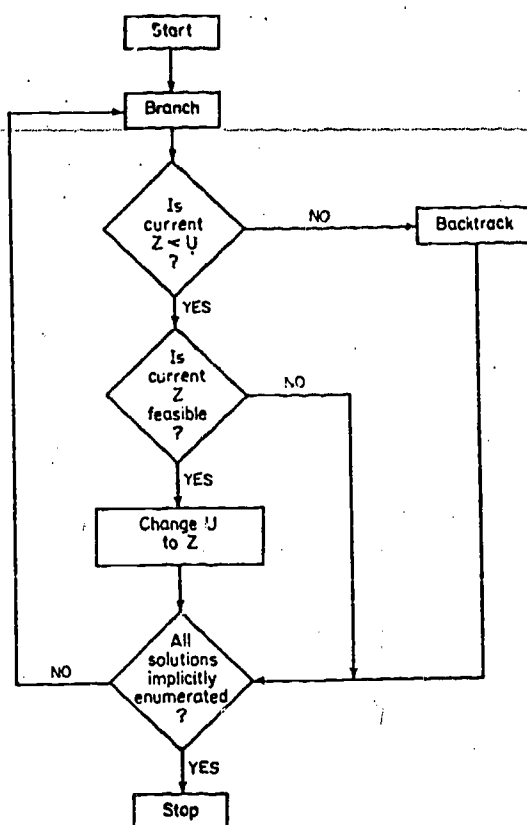 Start
Branch
Is
current
Z < U
?
NO
Backtrack
YES
Is
current
Z
feasible
?
NO
YES
Change U
to Z
All
solutions
implicitly
enumerated
?
NO
YES
Stop